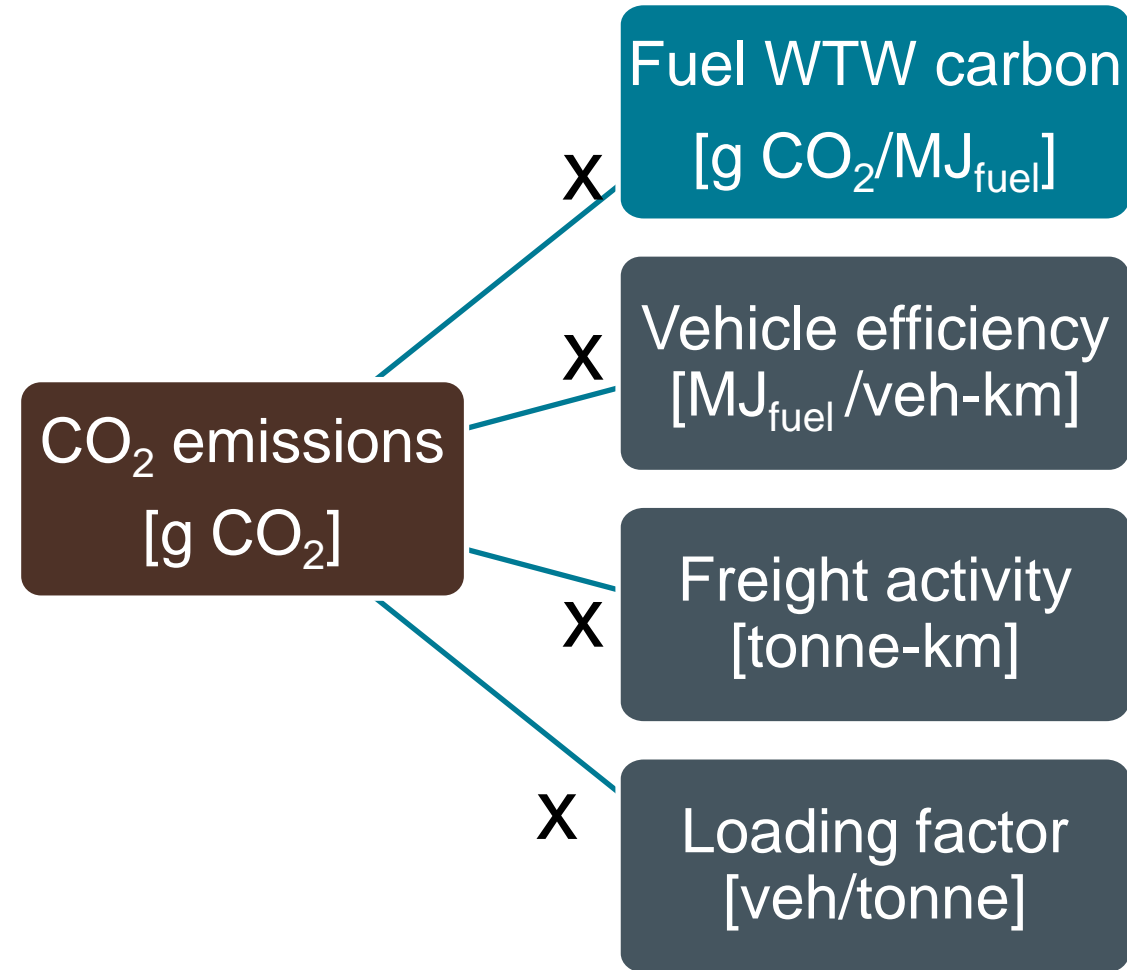 Fuel WTW carbon
[g CO₂/MJfuel]
x
Vehicle efficiency
[MJfuel /veh-km]
x
CO₂ emissions
[g CO₂]
Freight activity
[tonne-km]
x
Loading factor
[veh/tonne]
x